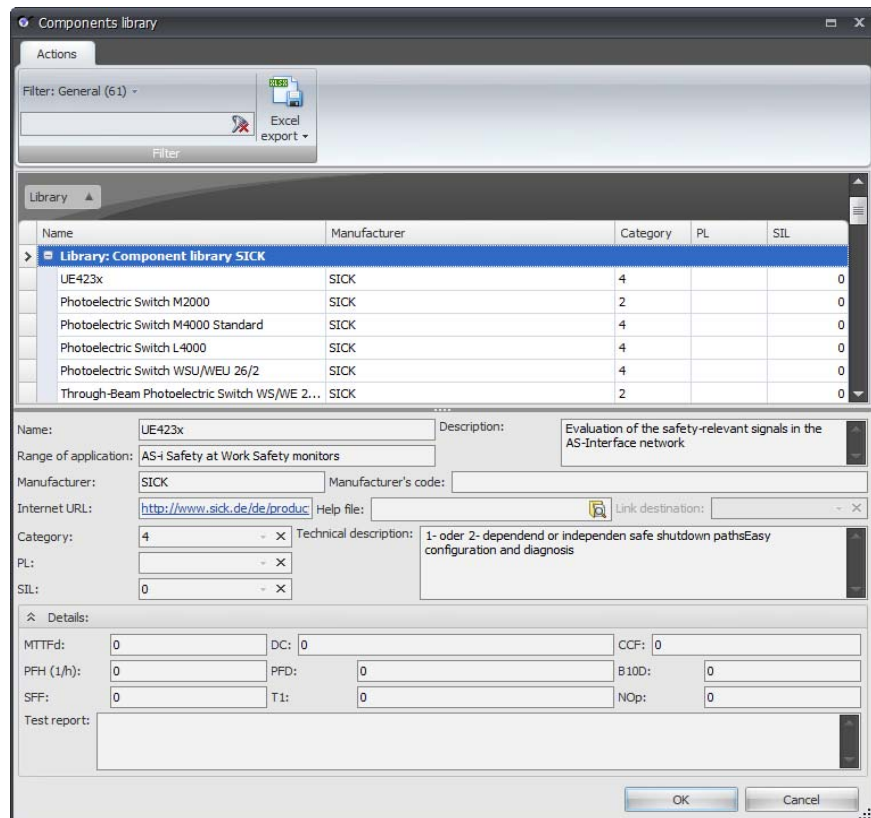 Components library
Actions
Filter: General (61)
Excel export
Filter
Library
Name Manufacturer Category PL SIL
Library: Component library SICK
UE423x SICK 4 0
Photoelectric Switch M2000 SICK 2 0
Photoelectric Switch M4000 Standard SICK 4 0
Photoelectric Switch L4000 SICK 4 0
Photoelectric Switch WSU/WEU 26/2 SICK 4 0
Through-Beam Photoelectric Switch WS/WE 2... SICK 2 0
Name: UE423x Description: Evaluation of the safety-relevant signals in the
AS-Interface network
Range of application: AS-i Safety at Work Safety monitors
Manufacturer: SICK Manufacturer's code:
Internet URL: http://www.sick.de/de/produc Help file: Link destination:
Category: 4 Technical description: 1- oder 2- dependend or independen safe shutdown pathsEasy
configuration and diagnosis
PL:
SIL: 0
Details:
MTTFd: 0 DC: 0 CCF: 0
PFH (1/h): 0 PFD: 0 B10D: 0
SFF: 0 T1: 0 NOp: 0
Test report:
OK Cancel